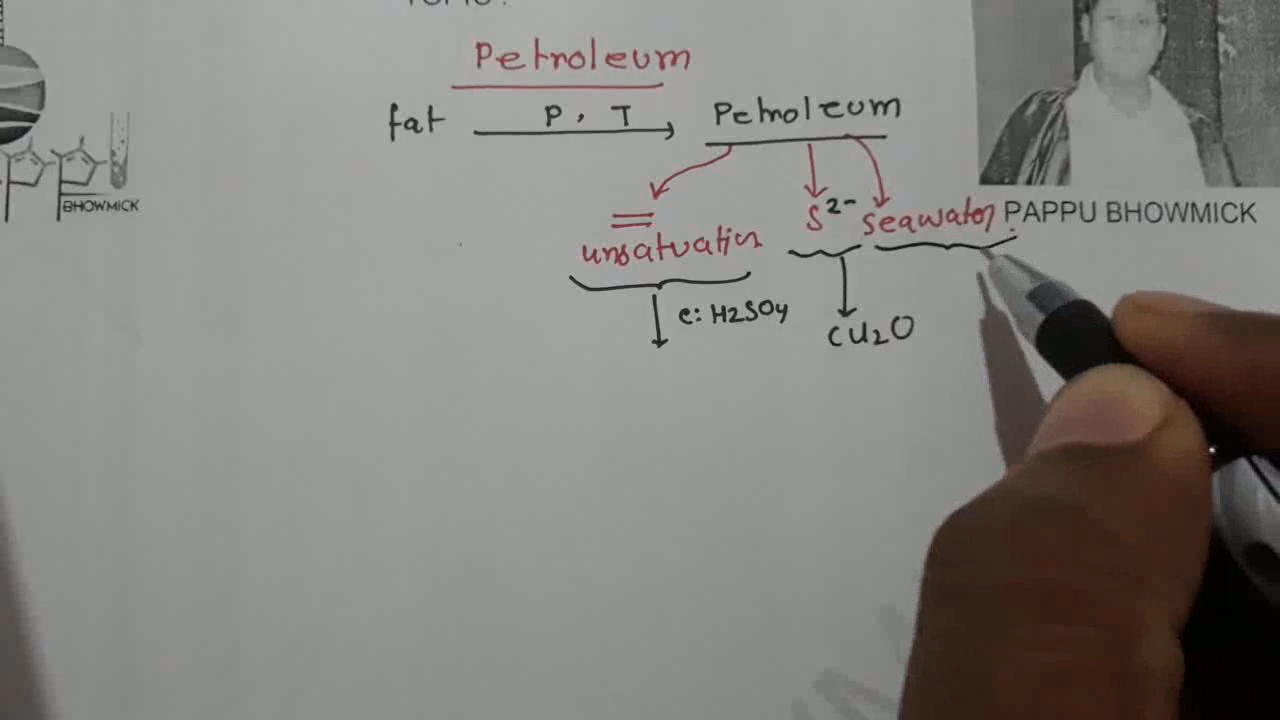 Petroleum
fat P, T Petroleum
BHOWMICK
S²⁻ seawater PAPPU BHOWMICK
unsatuation
c: H2SO4
CU₂O